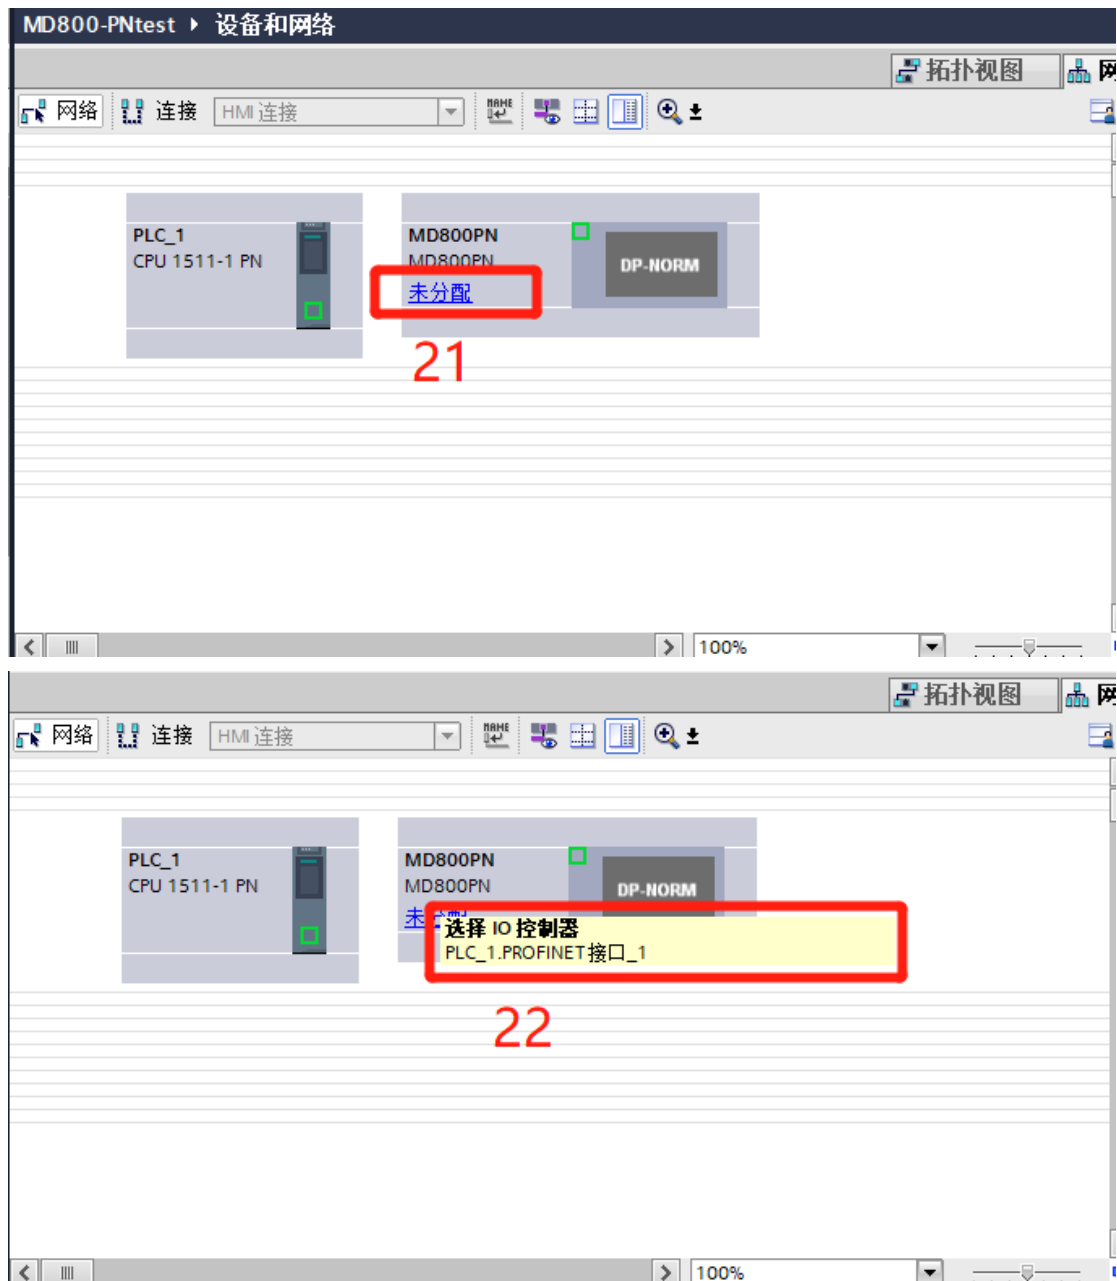 MD800-PNtest ▸ 设备和网络
拓扑视图
网络 连接 HMI 连接
NAME
PLC_1
CPU 1511-1 PN
MD800PN
MD800PN
未分配
DP-NORM
21
100%
拓扑视图
网络 连接 HMI 连接
NAME
PLC_1
CPU 1511-1 PN
MD800PN
MD800PN
DP-NORM
选择 IO 控制器
PLC_1.PROFINET接口_1
22
100%